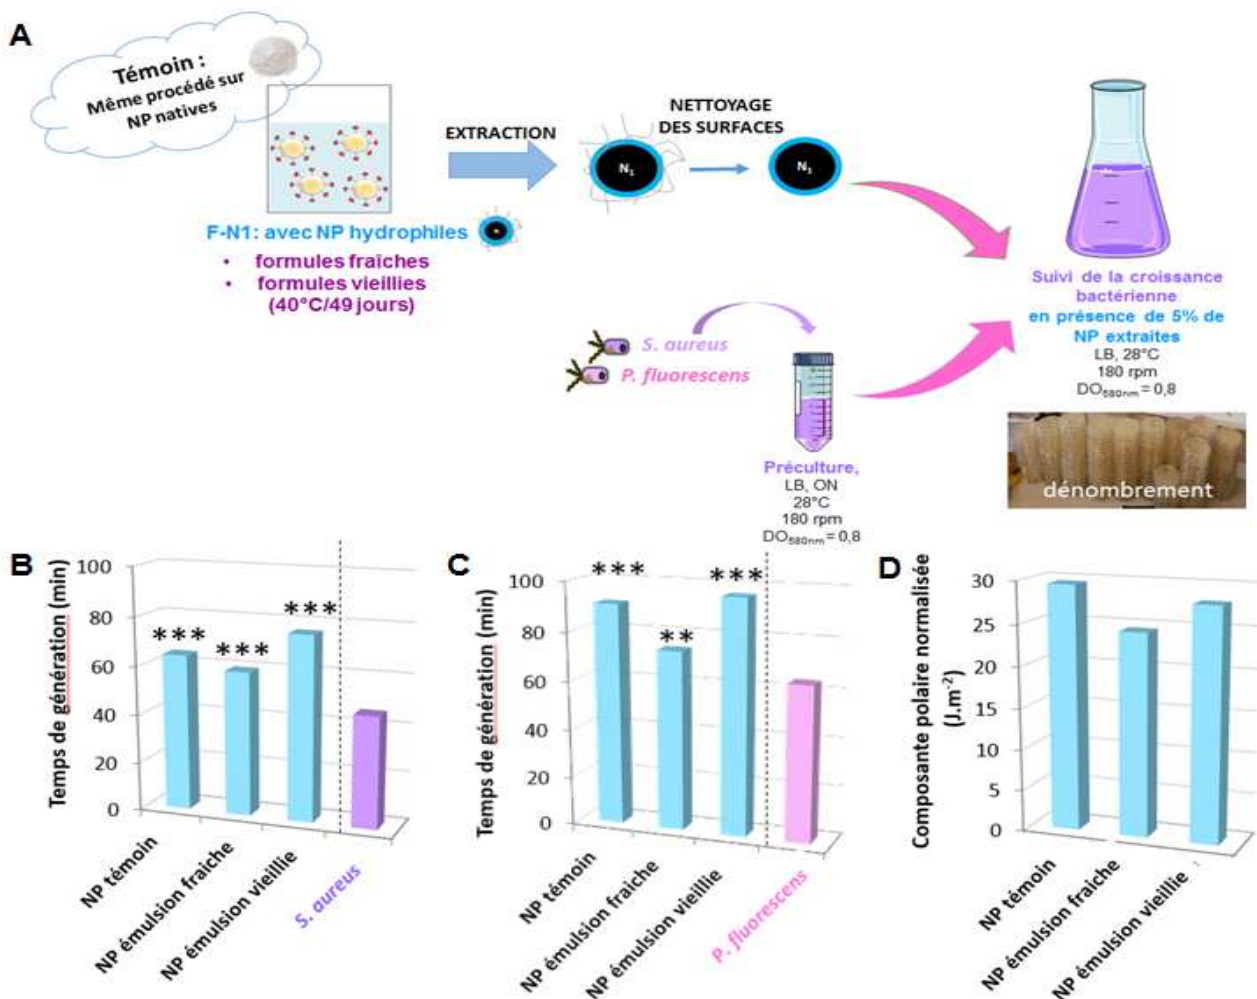 A
Témoin :
Même procédé sur
NP natives
EXTRACTION
NETTOYAGE
DES SURFACES
N1
N1
F-N1: avec NP hydrophiles
• formules fraîches
• formules vieillies
(40°C/49 jours)
S. aureus
P. fluorescens
Préculture,
LB, ON
28°C
180 rpm
DO580nm = 0,8
Suivi de la croissance
bactérienne
en présence de 5% de
NP extraites
LB, 28°C
180 rpm
DO580nm = 0,8
dénombrement
B
Temps de génération (min)
100
80
60
40
20
0
***
***
***
NP témoin
NP émulsion fraiche
NP émulsion vieillie
S. aureus
C
Temps de génération (min)
100
80
60
40
20
0
***
**
***
NP témoin
NP émulsion fraiche
NP émulsion vieillie
P. fluorescens
D
Composante polaire normalisée
(J.m-2)
30
25
20
15
10
5
0
NP témoin
NP émulsion fraiche
NP émulsion vieillie